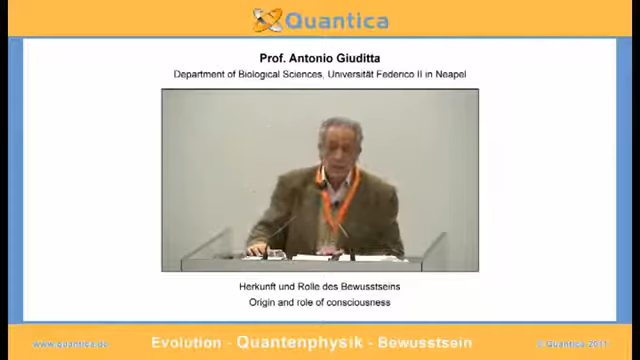 Quantica
Prof. Antonio Giuditta
Department of Biological Sciences, Universität Federico II in Neapel
Herkunft und Rolle des Bewusstseins
Origin and role of consciousness
www.quantica.de Evolution - Quantenphysik - Bewusstsein © Quantica 2011